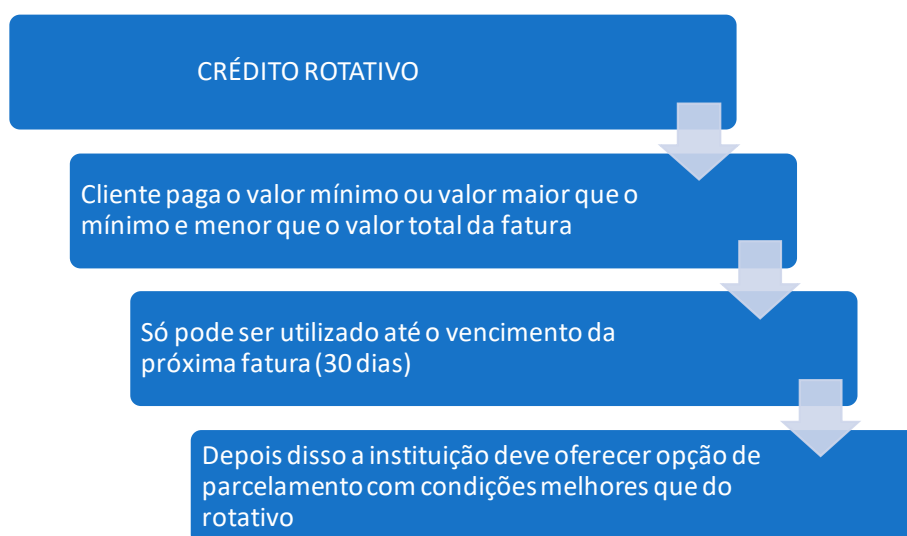 CRÉDITO ROTATIVO
Cliente paga o valor mínimo ou valor maior que o
mínimo e menor que o valor total da fatura
Só pode ser utilizado até o vencimento da
próxima fatura (30 dias)
Depois disso a instituição deve oferecer opção de
parcelamento com condições melhores que do
rotativo